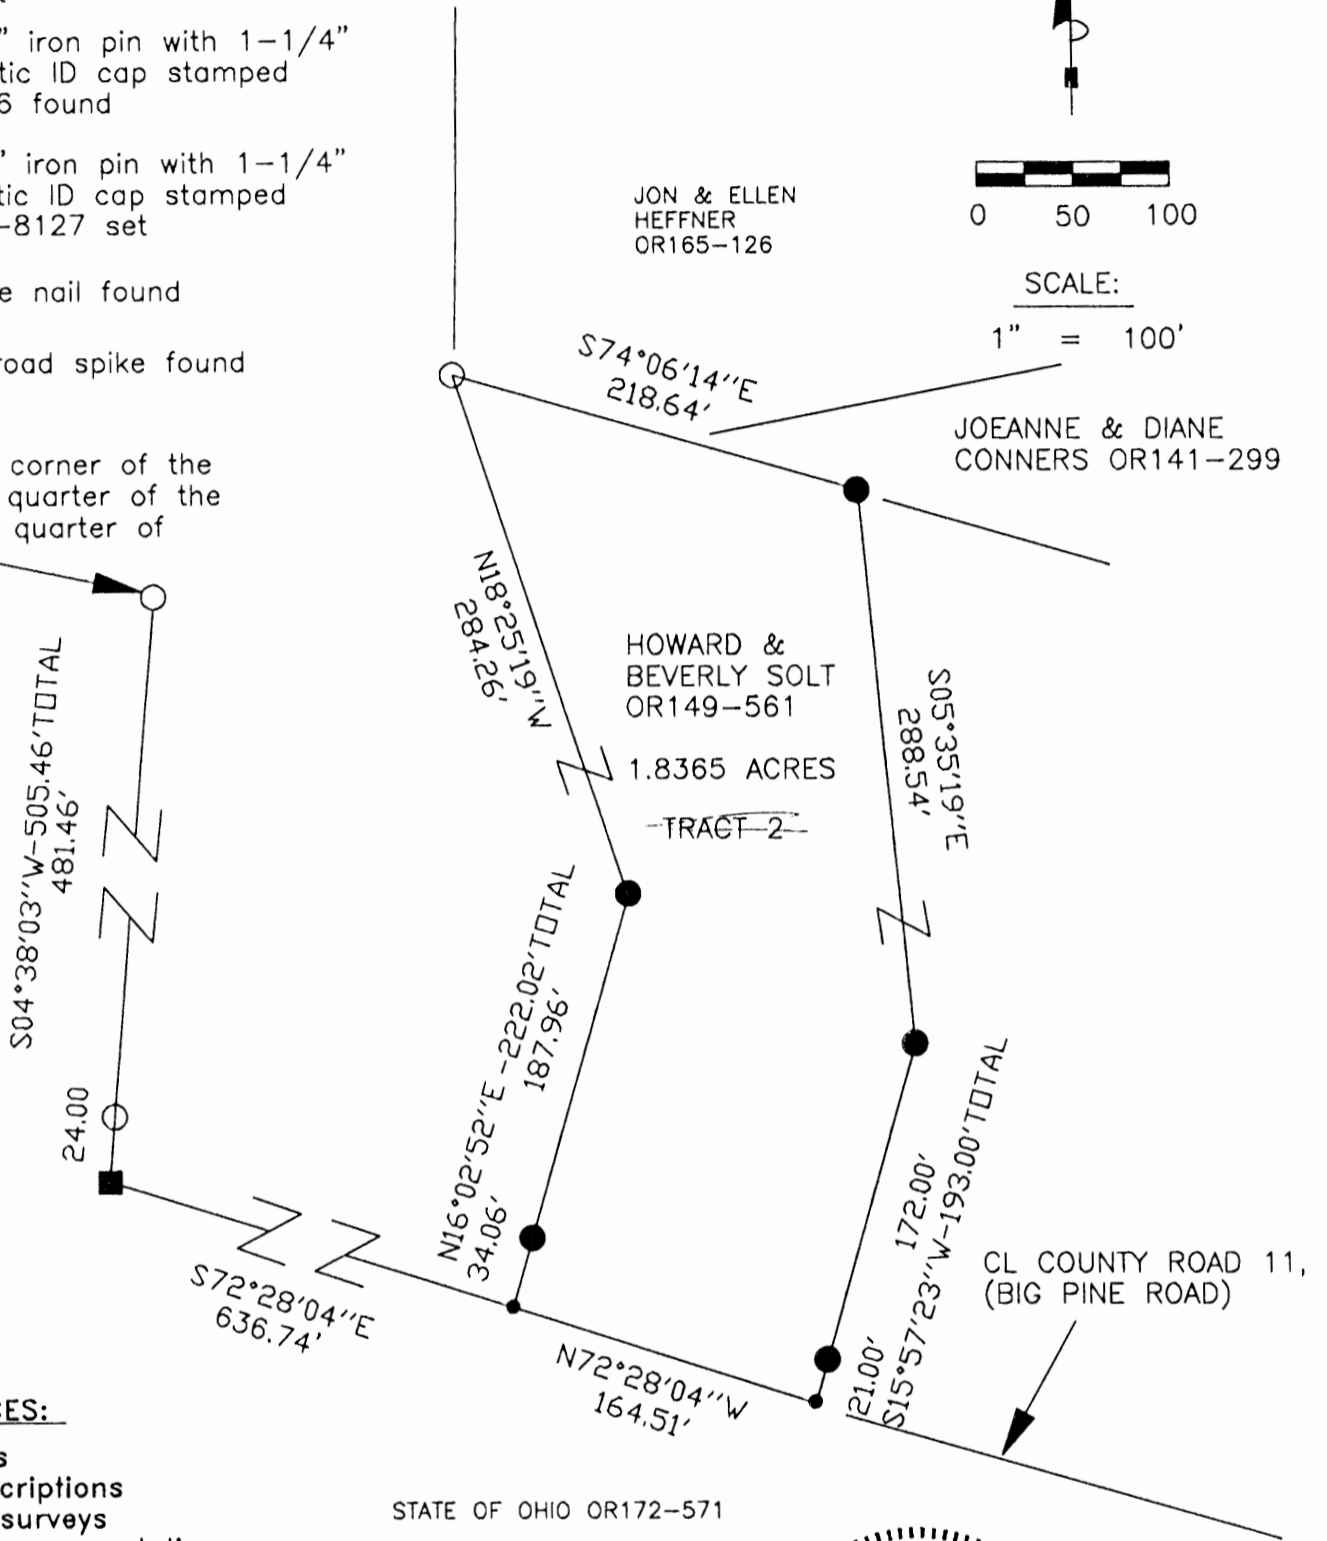 " iron pin with 1-1/4"
tic ID cap stamped
6 found
' iron pin with 1-1/4"
tic ID cap stamped
-8127 set
e nail found
road spike found
corner of the
quarter of the
quarter of
JON & ELLEN
HEFFNER
OR165-126
0 50 100
SCALE:
1" = 100'
S74°06'14"E
218.64'
JOEANNE & DIANE
CONNERS OR141-299
N18°25'19"W
284.26'
HOWARD &
BEVERLY SOLT
OR149-561
1.8365 ACRES
TRACT 2
S05°35'19"E
288.54'
S04°38'03"W-505.46'TOTAL
481.46'
24.00
N16°02'52"E-222.02'TOTAL
187.96'
34.06'
172.00'
S15°57'23"W-193.00'TOTAL
21.00'
CL COUNTY ROAD 11,
(BIG PINE ROAD)
S72°28'04"E
636.74'
N72°28'04"W
164.51'
CES:
s
criptions
surveys
STATE OF OHIO OR172-571